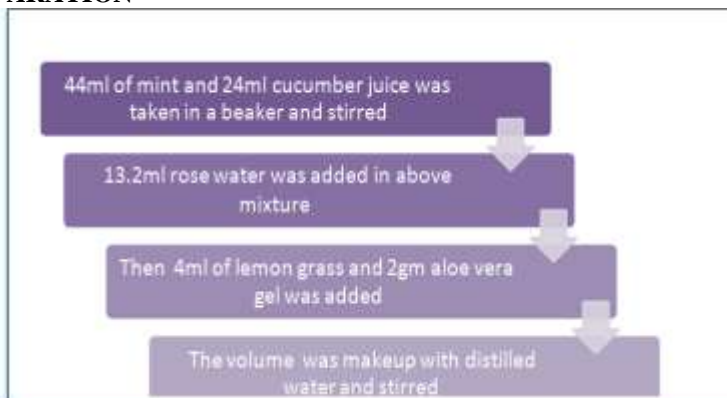 44ml of mint and 24ml cucumber juice was
taken in a beaker and stirred
13.2ml rose water was added in above
mixture
Then 4ml of lemon grass and 2gm aloe vera
gel was added
The volume was makeup with distilled
water and stirred